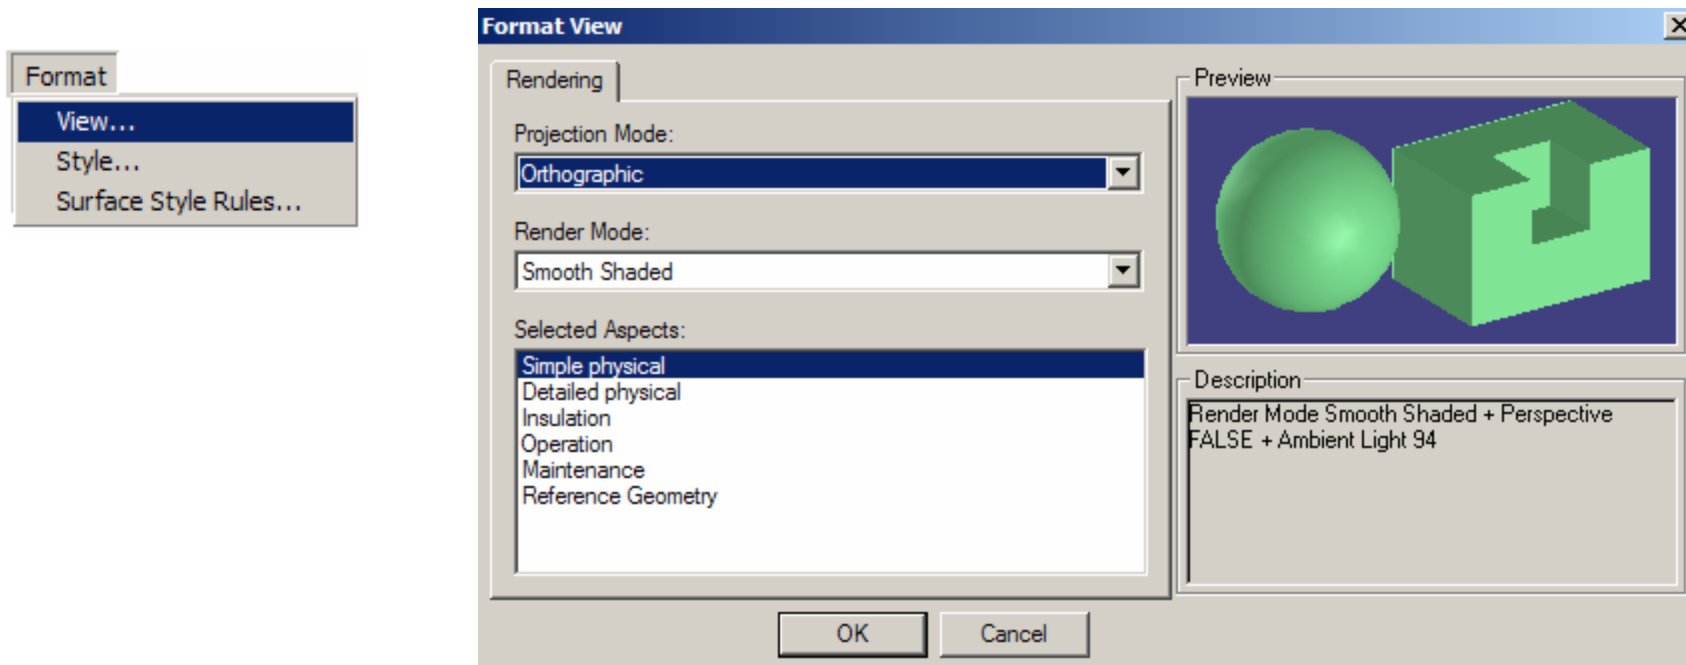 Format
View...
Style...
Surface Style Rules...
Format View
Rendering
Projection Mode:
Orthographic
Render Mode:
Smooth Shaded
Selected Aspects:
Simple physical
Detailed physical
Insulation
Operation
Maintenance
Reference Geometry
Preview
Description
Render Mode Smooth Shaded + Perspective
FALSE + Ambient Light 94
OK
Cancel